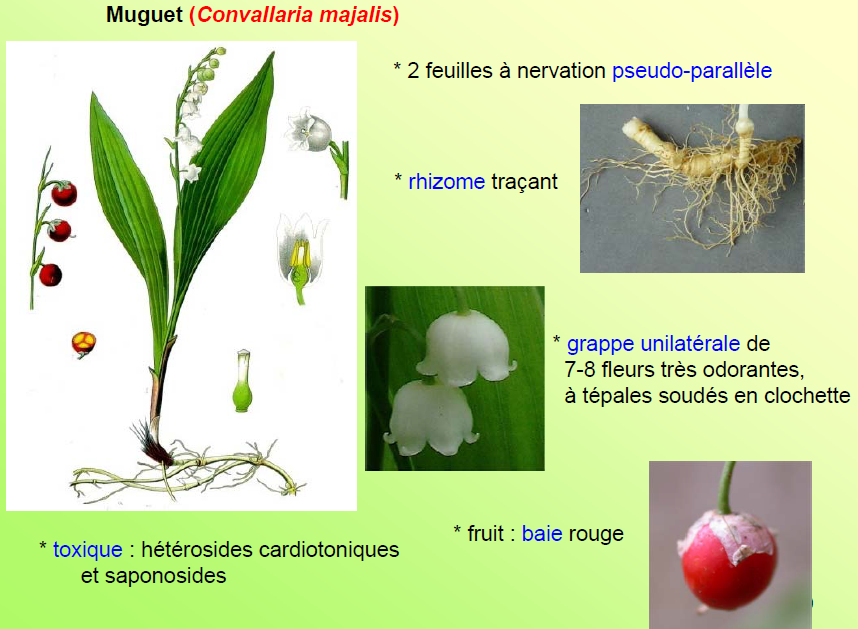 Muguet (Convallaria majalis)
* 2 feuilles à nervation pseudo-parallèle
* rhizome traçant
* grappe unilatérale de
7-8 fleurs très odorantes,
à tépales soudés en clochette
* fruit : baie rouge
* toxique : hétérosides cardiotoniques
et saponosides